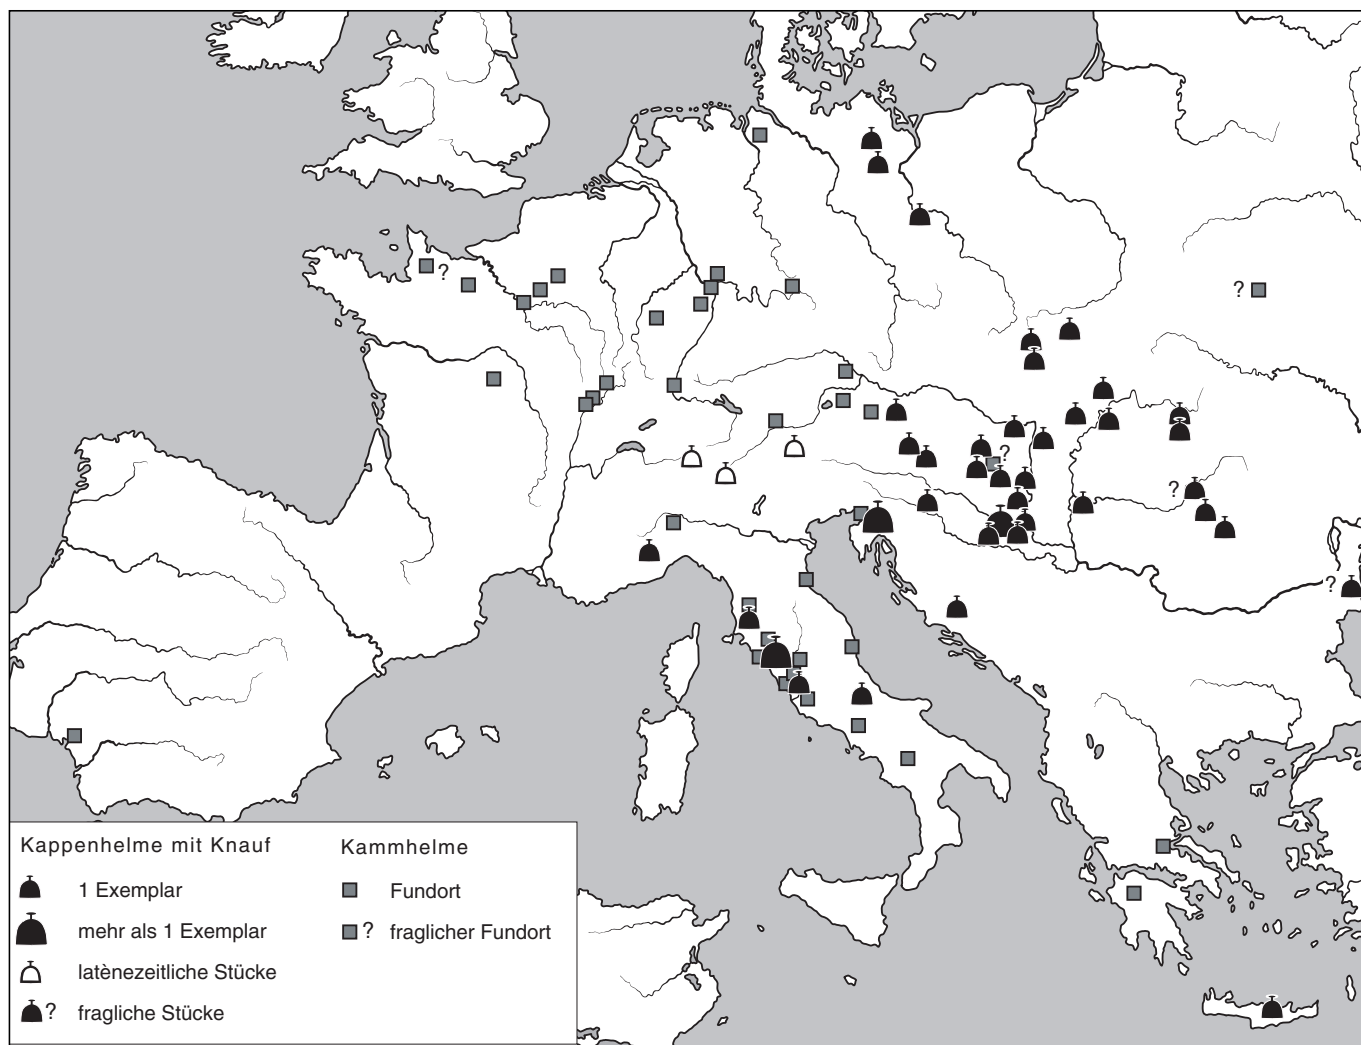 ?
?
?
?
?
Kappenhelme mit Knauf
1 Exemplar
mehr als 1 Exemplar
latènezeitliche Stücke
? fragliche Stücke
Kammhelme
Fundort
? fraglicher Fundort